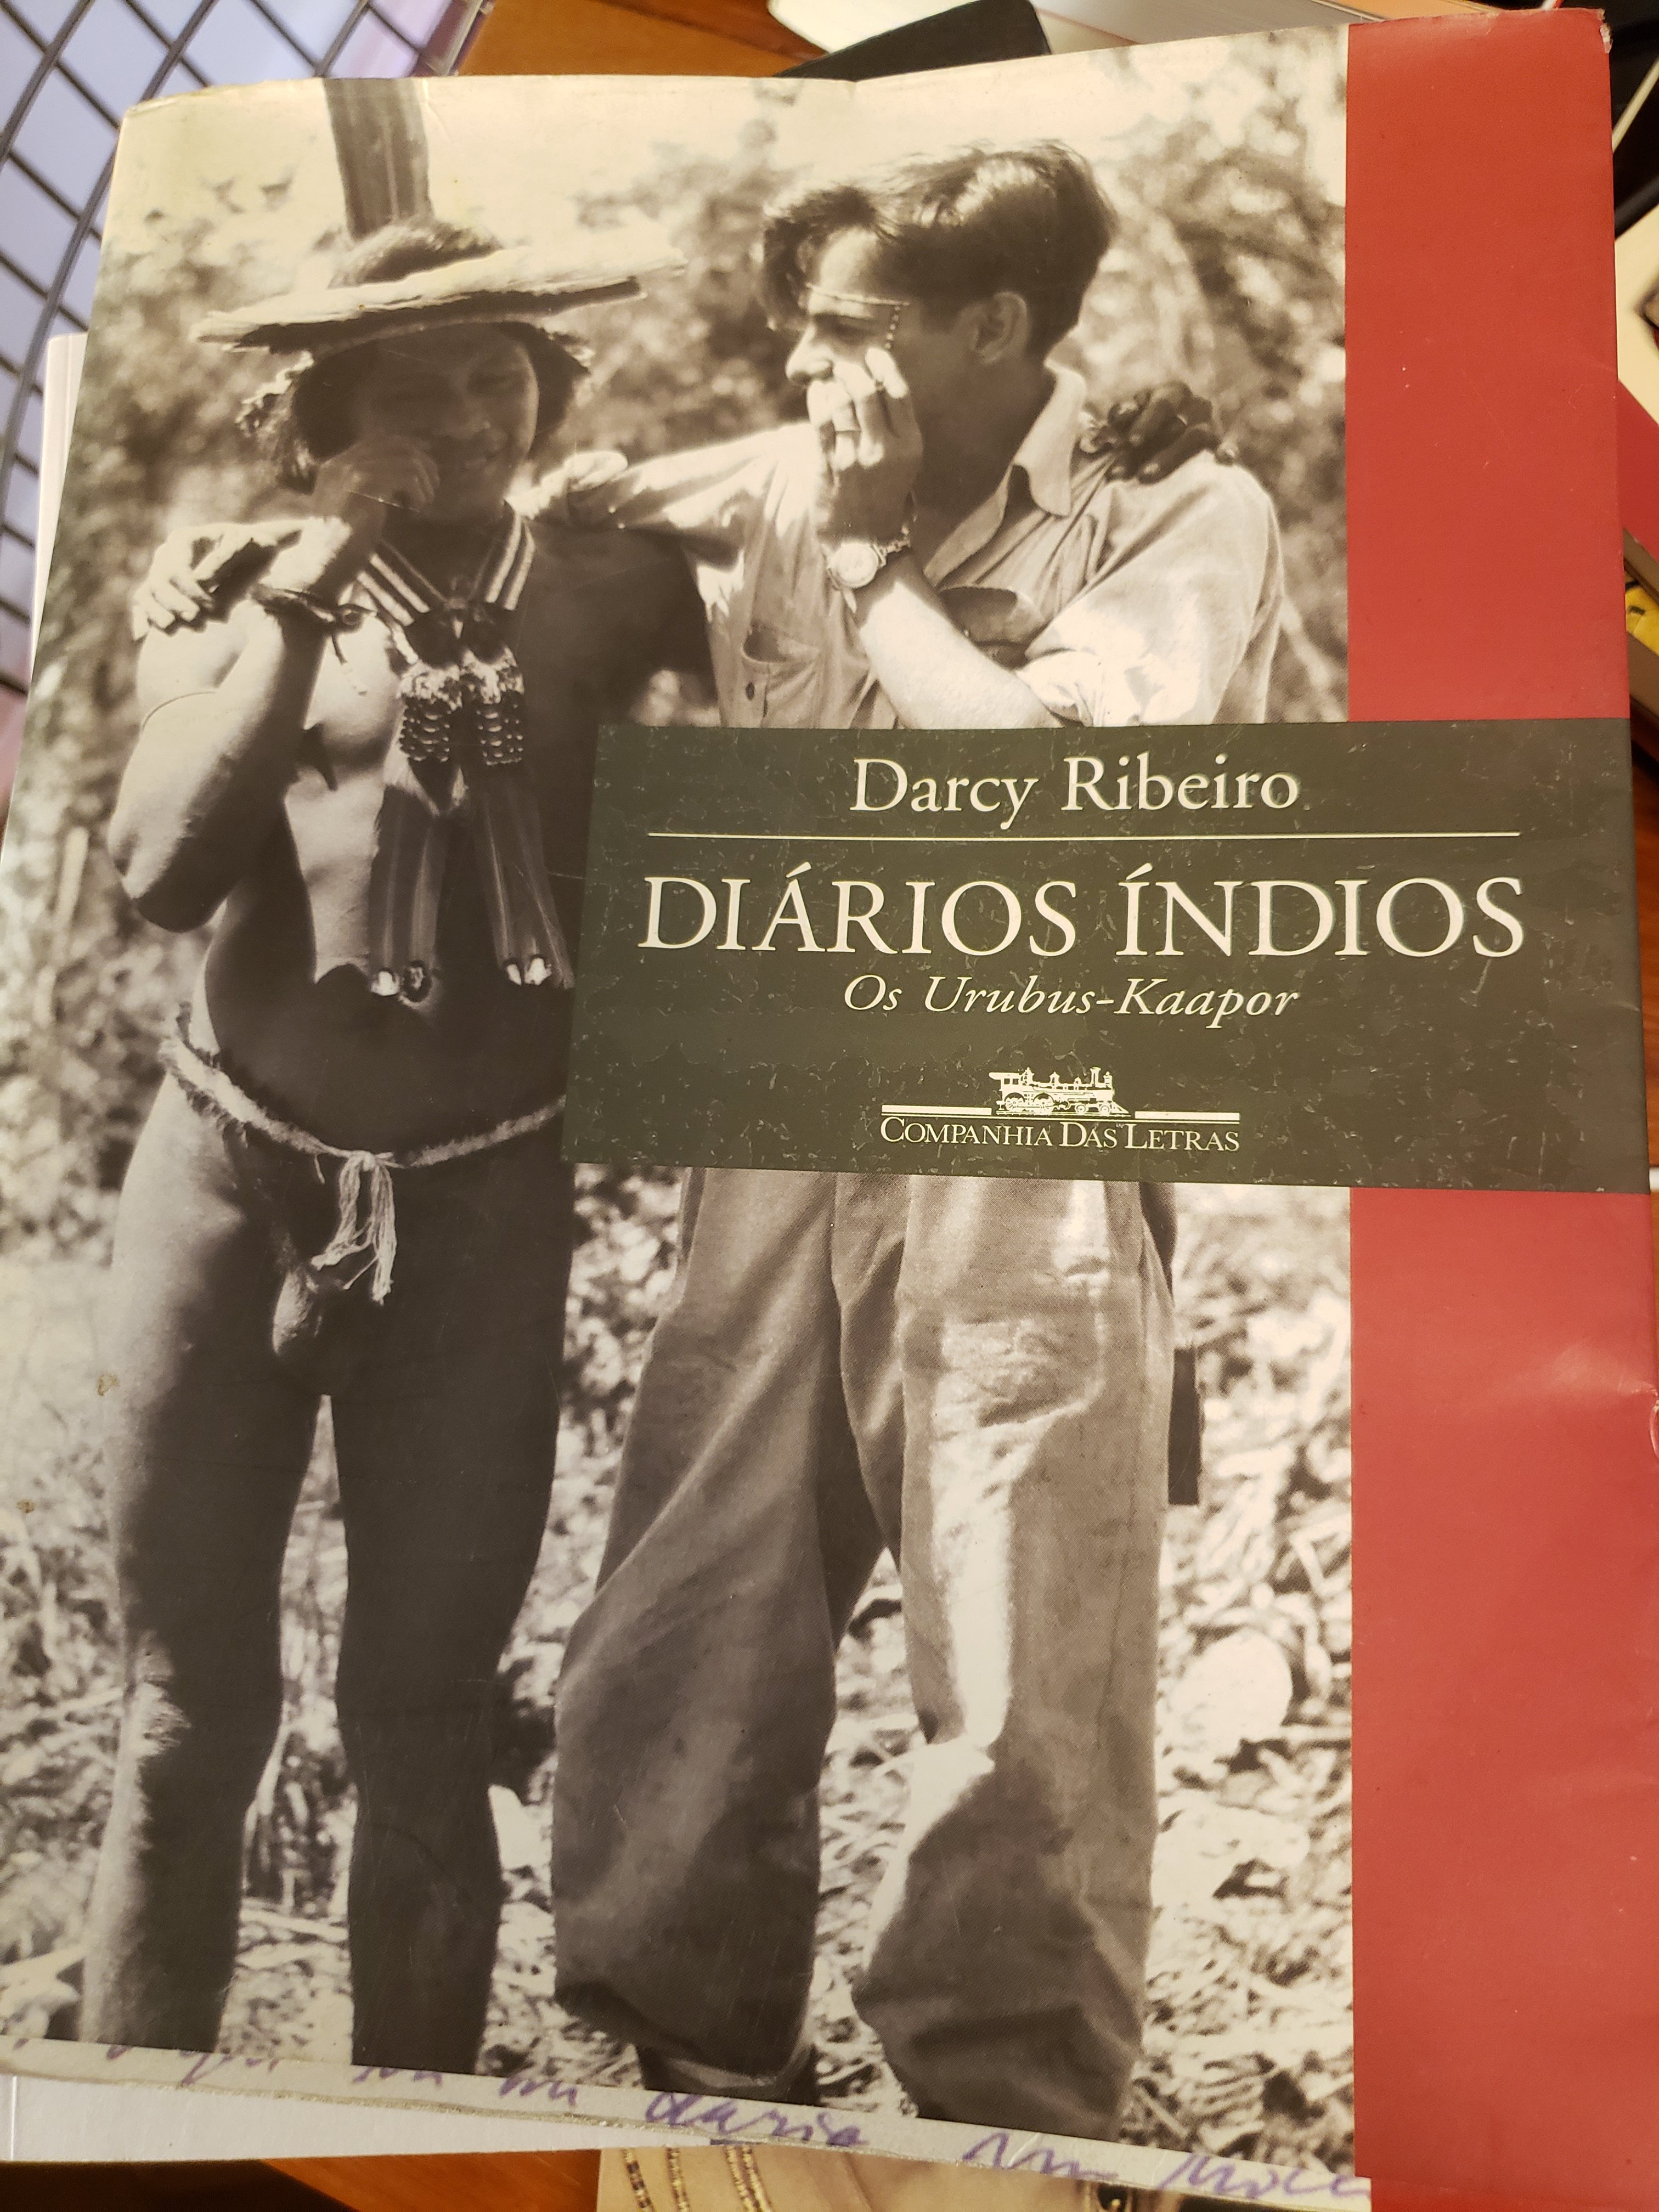 Darcy Ribeiro
DIÁRIOS ÍNDIOS
Os Urubus-Kaapor
COMPANHIA DAS LETRAS